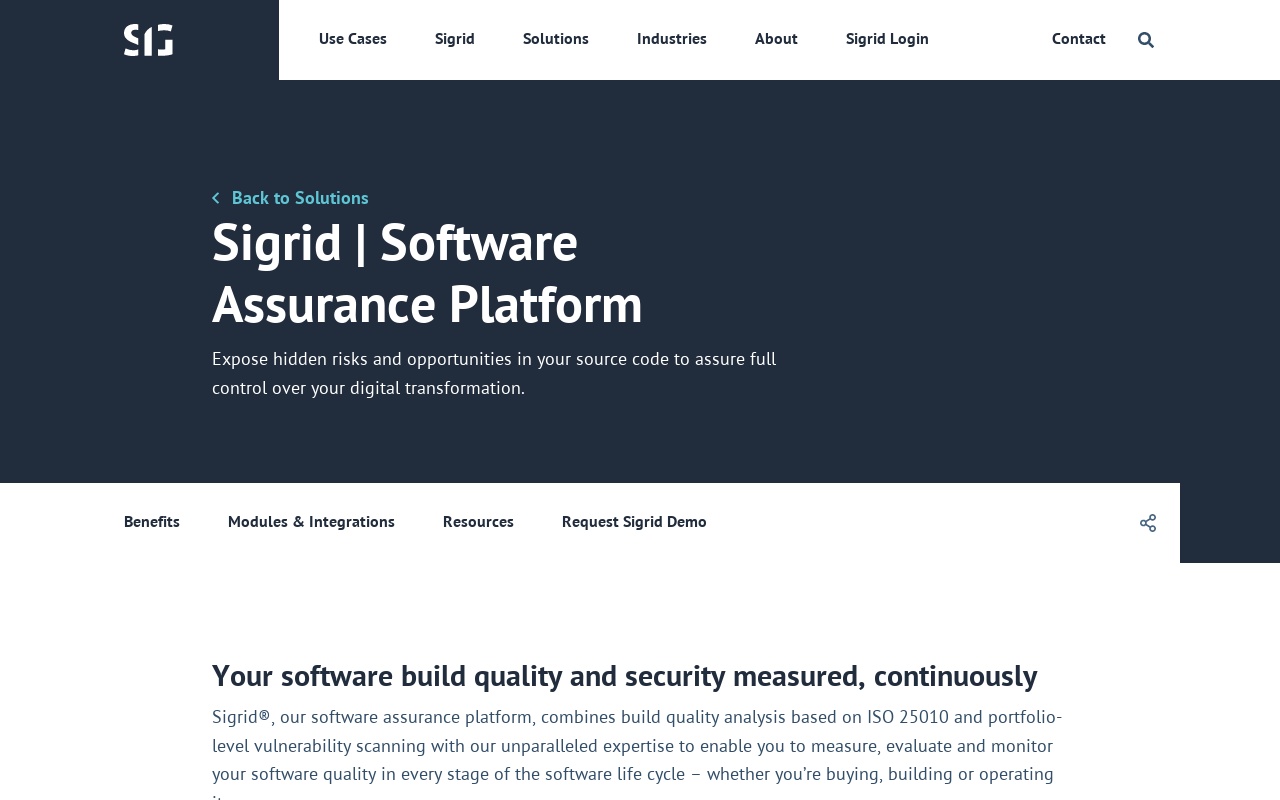 SIG
Use Cases
Sigrid
Solutions
Industries
About
Sigrid Login
Contact
Back to Solutions
Sigrid | Software
Assurance Platform
Expose hidden risks and opportunities in your source code to assure full
control over your digital transformation.
Benefits
Modules & Integrations
Resources
Request Sigrid Demo
Your software build quality and security measured, continuously
Sigrid®, our software assurance platform, combines build quality analysis based on ISO 25010 and portfolio-
level vulnerability scanning with our unparalleled expertise to enable you to measure, evaluate and monitor
your software quality in every stage of the software life cycle – whether you’re buying, building or operating